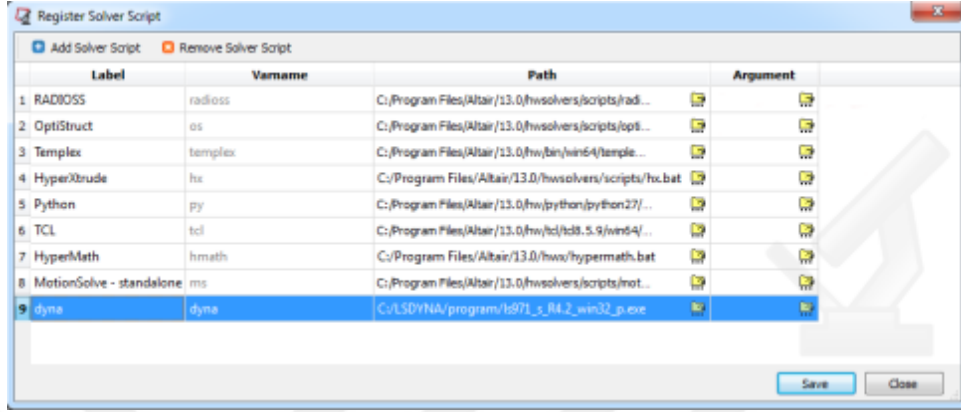 Register Solver Script
Add Solver Script Remove Solver Script
Label Varname Path Argument
1 RADIOSS radioss C:/Program Files/Altair/13.0/hwsolvers/scripts/radi...
2 OptiStruct os C:/Program Files/Altair/13.0/hwsolvers/scripts/opti...
3 Templex templex C:/Program Files/Altair/13.0/hw/bin/win64/temple...
4 HyperXtrude hx C:/Program Files/Altair/13.0/hwsolvers/scripts/hx.bat
5 Python py C:/Program Files/Altair/13.0/hw/python/python27/...
6 TCL tcl C:/Program Files/Altair/13.0/hw/tcl/tcl8.5.9/win64/...
7 HyperMath hmath C:/Program Files/Altair/13.0/hwx/hypermath.bat
8 MotionSolve - standalone ms C:/Program Files/Altair/13.0/hwsolvers/scripts/mot...
9 dyna dyna C:/LSDYNA/program/ls971_s_R4.2_win32_p.exe
Save Close